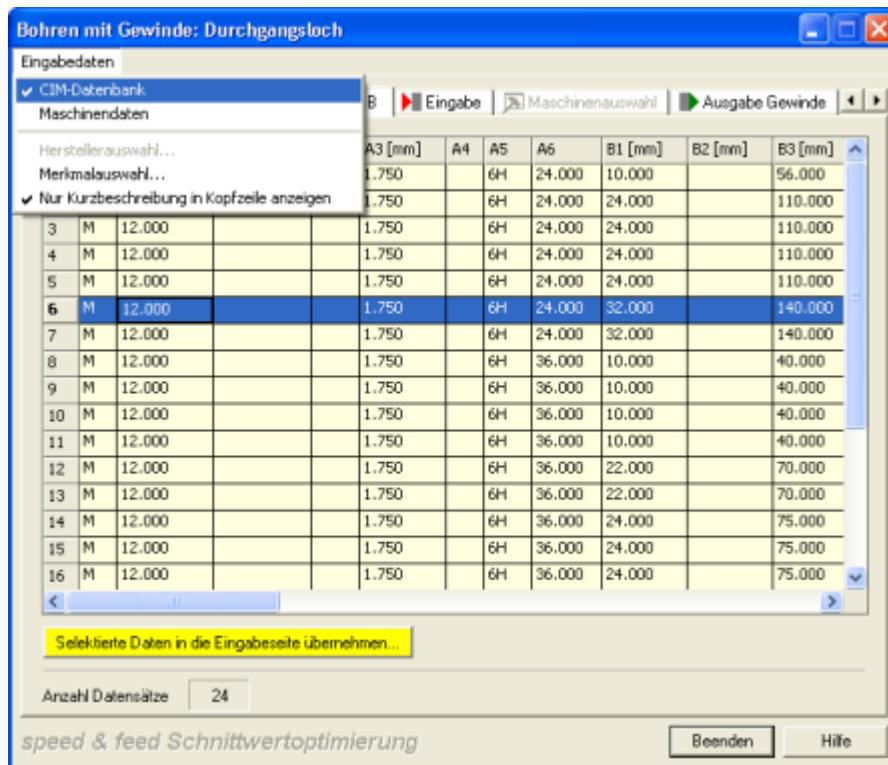 Bohren mit Gewinde: Durchgangsloch
Eingabedaten
CIM-Datenbank
Maschinendaten
Herstellerauswahl...
Merkmalauswahl...
Nur Kurzbeschreibung in Kopfzeile anzeigen
B Eingabe Maschinenauswahl Ausgabe Gewinde
A3 [mm] A4 A5 A6 B1 [mm] B2 [mm] B3 [mm]
1.750 6H 24.000 10.000 56.000
1.750 6H 24.000 24.000 110.000
3 M 12.000 1.750 6H 24.000 24.000 110.000
4 M 12.000 1.750 6H 24.000 24.000 110.000
5 M 12.000 1.750 6H 24.000 24.000 110.000
6 M 12.000 1.750 6H 24.000 32.000 140.000
7 M 12.000 1.750 6H 24.000 32.000 140.000
8 M 12.000 1.750 6H 36.000 10.000 40.000
9 M 12.000 1.750 6H 36.000 10.000 40.000
10 M 12.000 1.750 6H 36.000 10.000 40.000
11 M 12.000 1.750 6H 36.000 10.000 40.000
12 M 12.000 1.750 6H 36.000 22.000 70.000
13 M 12.000 1.750 6H 36.000 22.000 70.000
14 M 12.000 1.750 6H 36.000 24.000 75.000
15 M 12.000 1.750 6H 36.000 24.000 75.000
16 M 12.000 1.750 6H 36.000 24.000 75.000
Selektierte Daten in die Eingabeseite übernehmen...
Anzahl Datensätze 24
speed & feed Schnittwertoptimierung
Beenden Hilfe